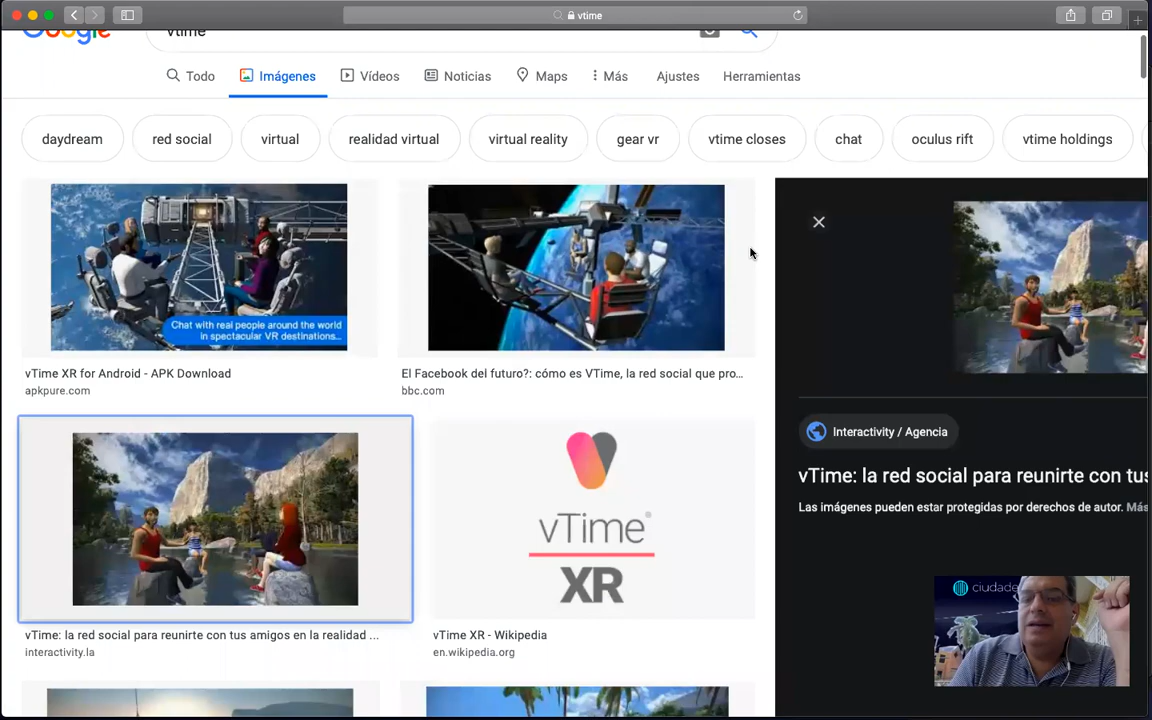 vtime
Google
vtime
Todo
Imágenes
Vídeos
Noticias
Maps
Más
Ajustes
Herramientas
daydream
red social
virtual
realidad virtual
virtual reality
gear vr
vtime closes
chat
oculus rift
vtime holdings
Chat with real people around the world
in spectacular VR destinations...
vTime XR for Android - APK Download
apkpure.com
El Facebook del futuro?: cómo es VTime, la red social que pro...
bbc.com
Interactivity / Agencia
vTime: la red social para reunirte con tus
Las imágenes pueden estar protegidas por derechos de autor. Más
vTime®
XR
vTime: la red social para reunirte con tus amigos en la realidad ...
interactivity.la
vTime XR - Wikipedia
en.wikipedia.org
ciudade